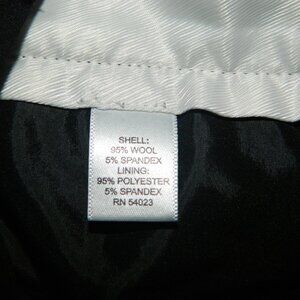 SHELL:
95% WOOL
5% SPANDEX
LINING:
95% POLYESTER
5% SPANDEX
RN 54023